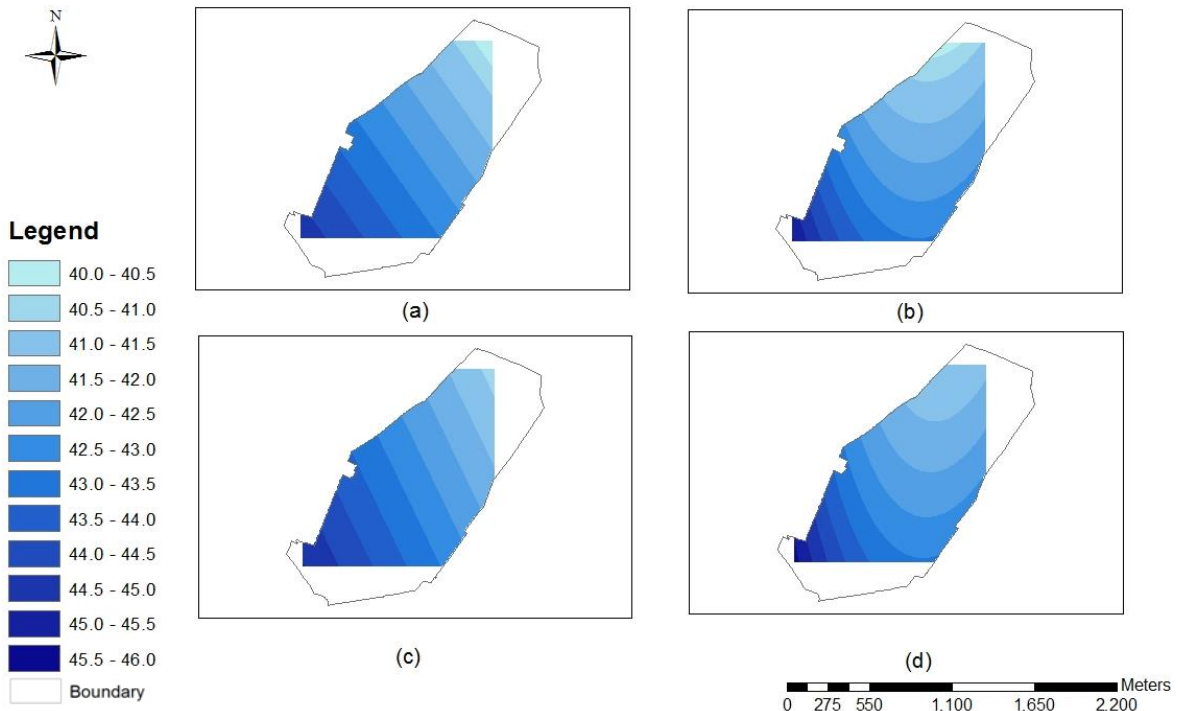 N
Legend
40.0 - 40.5
40.5 - 41.0
41.0 - 41.5
41.5 - 42.0
42.0 - 42.5
42.5 - 43.0
43.0 - 43.5
43.5 - 44.0
44.0 - 44.5
44.5 - 45.0
45.0 - 45.5
45.5 - 46.0
Boundary
(a)
(b)
(c)
(d)
Meters
0 275 550 1.100 1.650 2.200